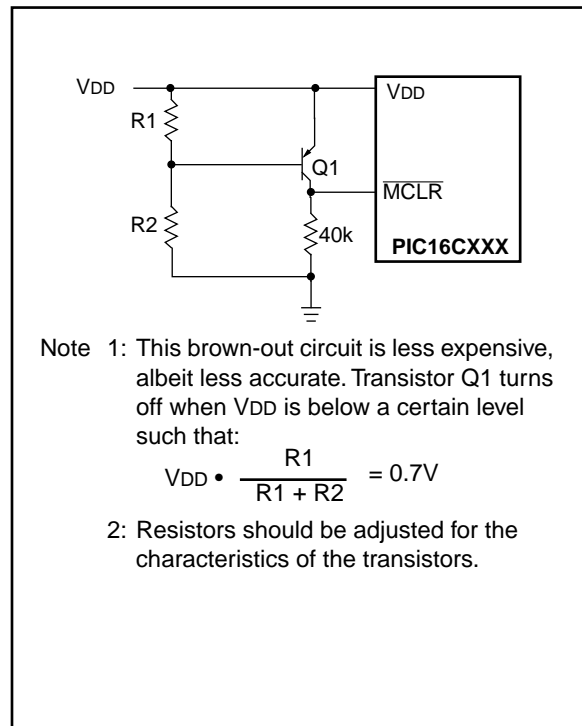 VDD
VDD
R1
Q1
MCLR
R2
40k
PIC16CXXX
Note 1: This brown-out circuit is less expensive,
albeit less accurate. Transistor Q1 turns
off when VDD is below a certain level
such that:
VDD • R1 / R1 + R2 = 0.7V
2: Resistors should be adjusted for the
characteristics of the transistors.